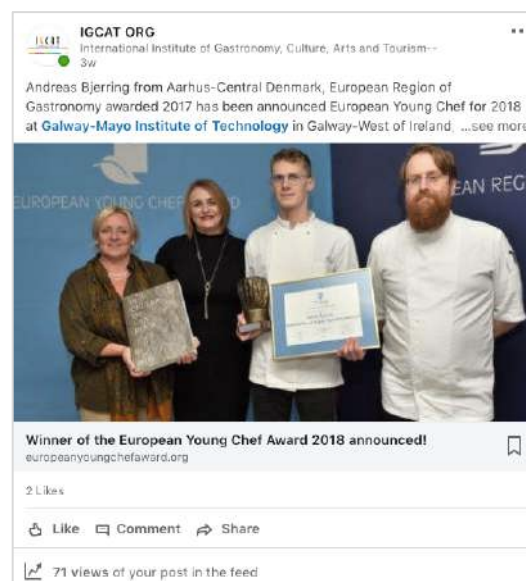 IGCAT ORG
International Institute of Gastronomy, Culture, Arts and Tourism--
3w
Andreas Bjerring from Aarhus-Central Denmark, European Region of
Gastronomy awarded 2017 has been announced European Young Chef for 2018
at Galway-Mayo Institute of Technology in Galway-West of Ireland, ...see more
EUROPEAN YOUNG CHEF
EAN REG
Winner of the European Young Chef Award 2018 announced!
europeanyoungchefaward.org
2 Likes
Like Comment Share
71 views of your post in the feed